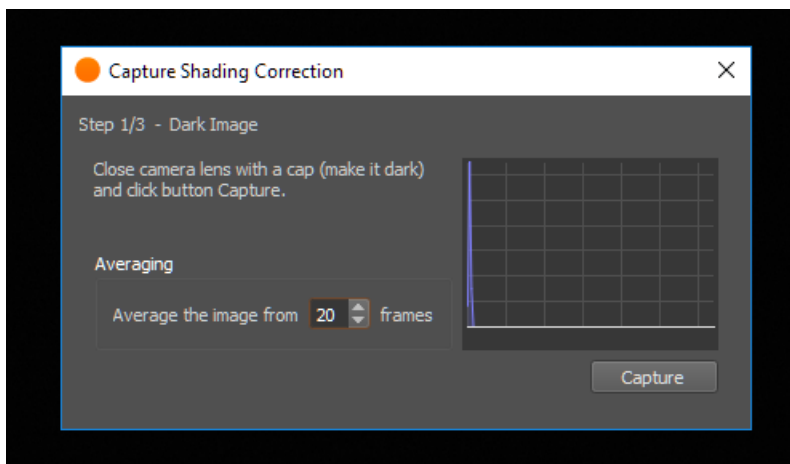 Capture Shading Correction
Step 1/3 - Dark Image
Close camera lens with a cap (make it dark)
and click button Capture.
Averaging
Average the image from 20 frames
Capture